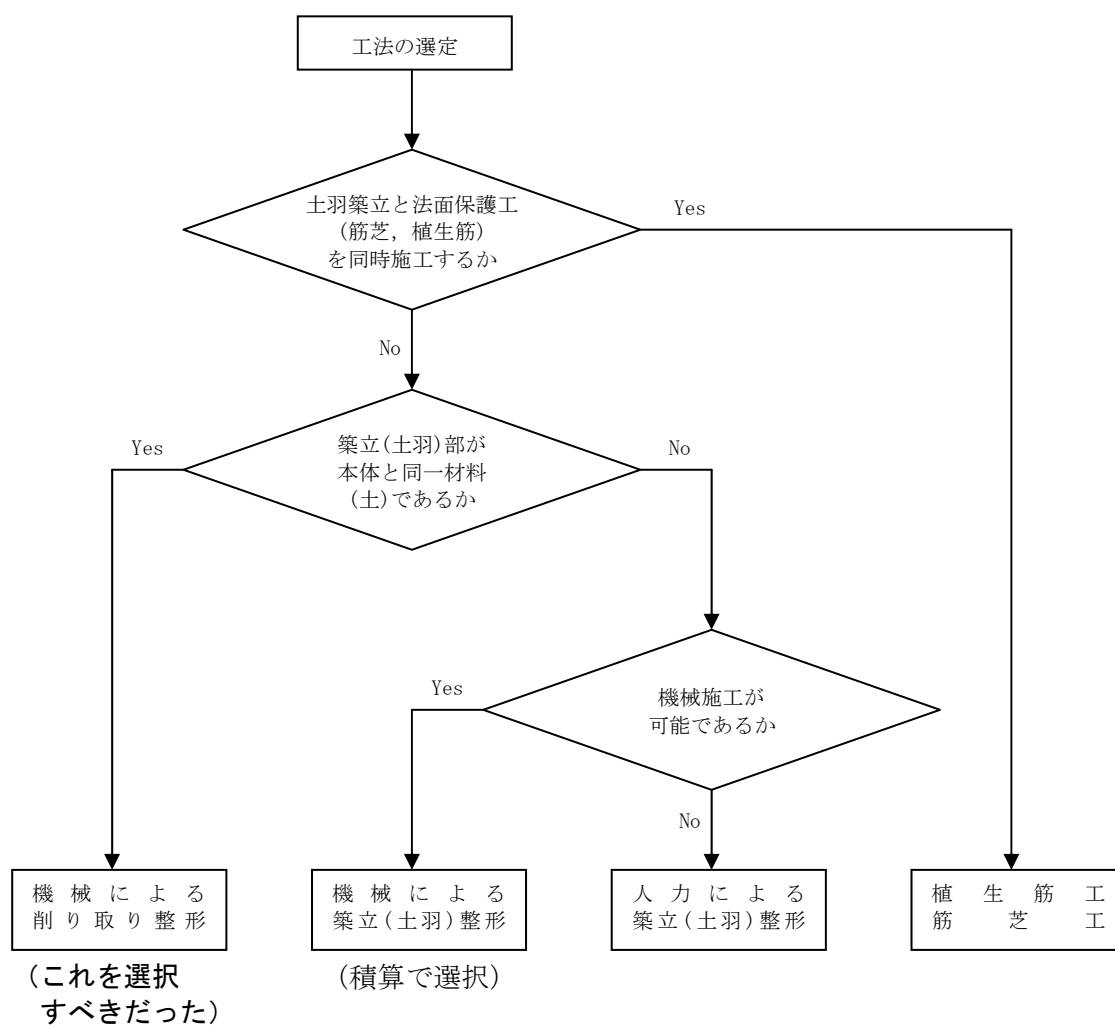 工法の選定
土羽築立と法面保護工
(筋芝，植生筋)
を同時施工するか
Yes
No
築立(土羽)部が
本体と同一材料
(土)であるか
Yes
No
機械施工が
可能であるか
Yes
No
機械による
削り取り整形
機械による
築立(土羽)整形
人力による
築立(土羽)整形
植生筋工
筋芝工
(これを選択
すべきだった)
(積算で選択)